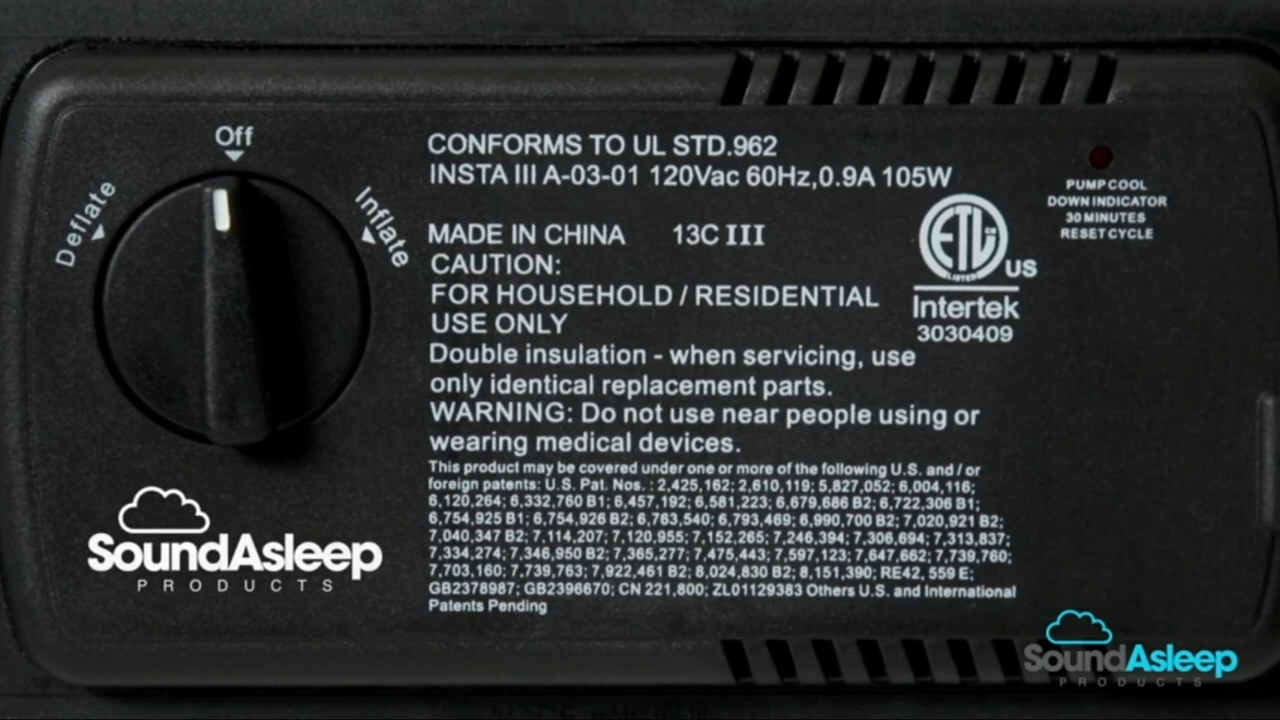 Off
Deflate
Inflate
CONFORMS TO UL STD.962
INSTA III A-03-01 120Vac 60Hz,0.9A 105W
MADE IN CHINA 13C III
CAUTION:
FOR HOUSEHOLD / RESIDENTIAL
USE ONLY
Double insulation - when servicing, use
only identical replacement parts.
WARNING: Do not use near people using or
wearing medical devices.
This product may be covered under one or more of the following U.S. and / or
foreign patents: U.S. Pat. Nos. : 2,425,162; 2,610,119; 5,827,052; 6,004,116;
6,120,264; 6,332,760 B1; 6,457,192; 6,581,223; 6,679,686 B2; 6,722,306 B1;
6,754,925 B1; 6,754,926 B2; 6,763,540; 6,793,469; 6,990,700 B2; 7,020,921 B2;
7,040,347 B2; 7,114,207; 7,120,955; 7,152,265; 7,246,394; 7,306,694; 7,313,837;
7,334,274; 7,346,950 B2; 7,365,277; 7,475,443; 7,597,123; 7,647,662; 7,739,760;
7,703,160; 7,739,763; 7,922,461 B2; 8,024,830 B2; 8,151,390; RE42, 559 E;
GB2378987; GB2396670; CN 221,800; ZL01129383 Others U.S. and International
Patents Pending
ETL
LISTED
US
Intertek
3030409
PUMP COOL
DOWN INDICATOR
30 MINUTES
RESET CYCLE
SoundAsleep
PRODUCTS
SoundAsleep
PRODUCTS